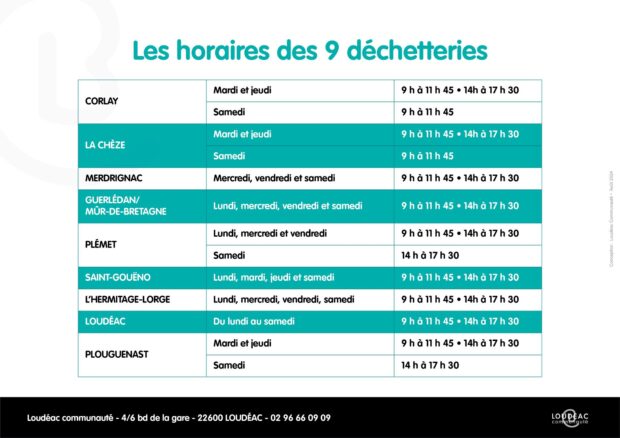 Les horaires des 9 déchetteries
CORLAY
Mardi et jeudi
9 h à 11 h 45 • 14h à 17 h 30
Samedi
9 h à 11 h 45
LA CHÈZE
Mardi et jeudi
9 h à 11 h 45 • 14h à 17 h 30
Samedi
9 h à 11 h 45
MERDRIGNAC
Mercredi, vendredi et samedi
9 h à 11 h 45 • 14h à 17 h 30
GUERLÉDAN/
MÛR-DE-BRETAGNE
Lundi, mercredi, vendredi et samedi
9 h à 11 h 45 • 14h à 17 h 30
PLÉMET
Lundi, mercredi et vendredi
9 h à 11 h 45 • 14h à 17 h 30
Samedi
14 h à 17 h 30
SAINT-GOUËNO
Lundi, mardi, jeudi et samedi
9 h à 11 h 45 • 14h à 17 h 30
L'HERMITAGE-LORGE
Lundi, mercredi, vendredi, samedi
9 h à 11 h 45 • 14h à 17 h 30
LOUDÉAC
Du lundi au samedi
9 h à 11 h 45 • 14 à 17 h 30
PLOUGUENAST
Mardi et jeudi
9 h à 11 h 45 • 14h à 17 h 30
Samedi
14 h à 17 h 30
Conception : Loudéac Communauté • Août 2024
Loudéac communauté - 4/6 bd de la gare - 22600 LOUDÉAC - 02 96 66 09 09
LOUDÉAC
communauté